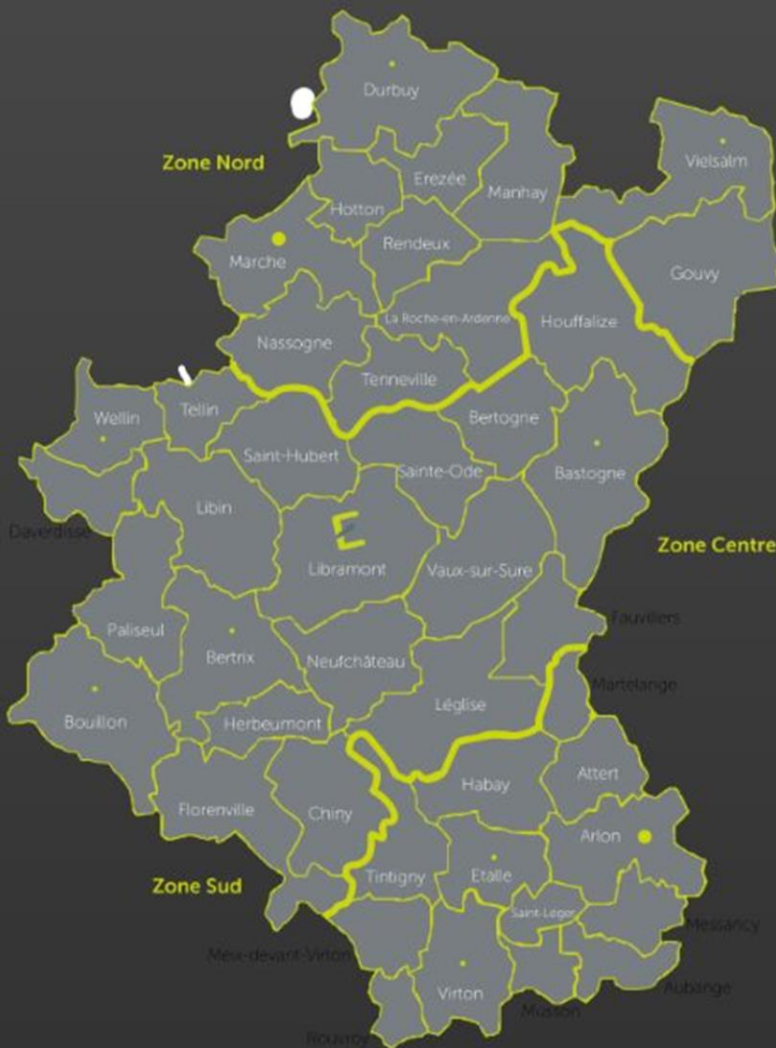 Durbuy
Zone Nord
Vielsalm
Erezée
Manhay
Hotton
Rendeux
Marche
Gouvy
La Roche-en-Ardenne
Houffalize
Nassogne
Tenneville
Wellin
Tellin
Bertogne
Saint-Hubert
Sainte-Ode
Bastogne
Libin
Daverdisse
Zone Centre
Libramont
Vaux-sur-Sure
Fauvillers
Paliseul
Bertrix
Neufchâteau
Martelange
Léglise
Bouillon
Herbeumont
Attert
Habay
Florenville
Chiny
Arlon
Tintigny
Etalle
Zone Sud
Saint-Léger
Messancy
Meix-devant-Virton
Aubange
Virton
Musson
Rouvroy